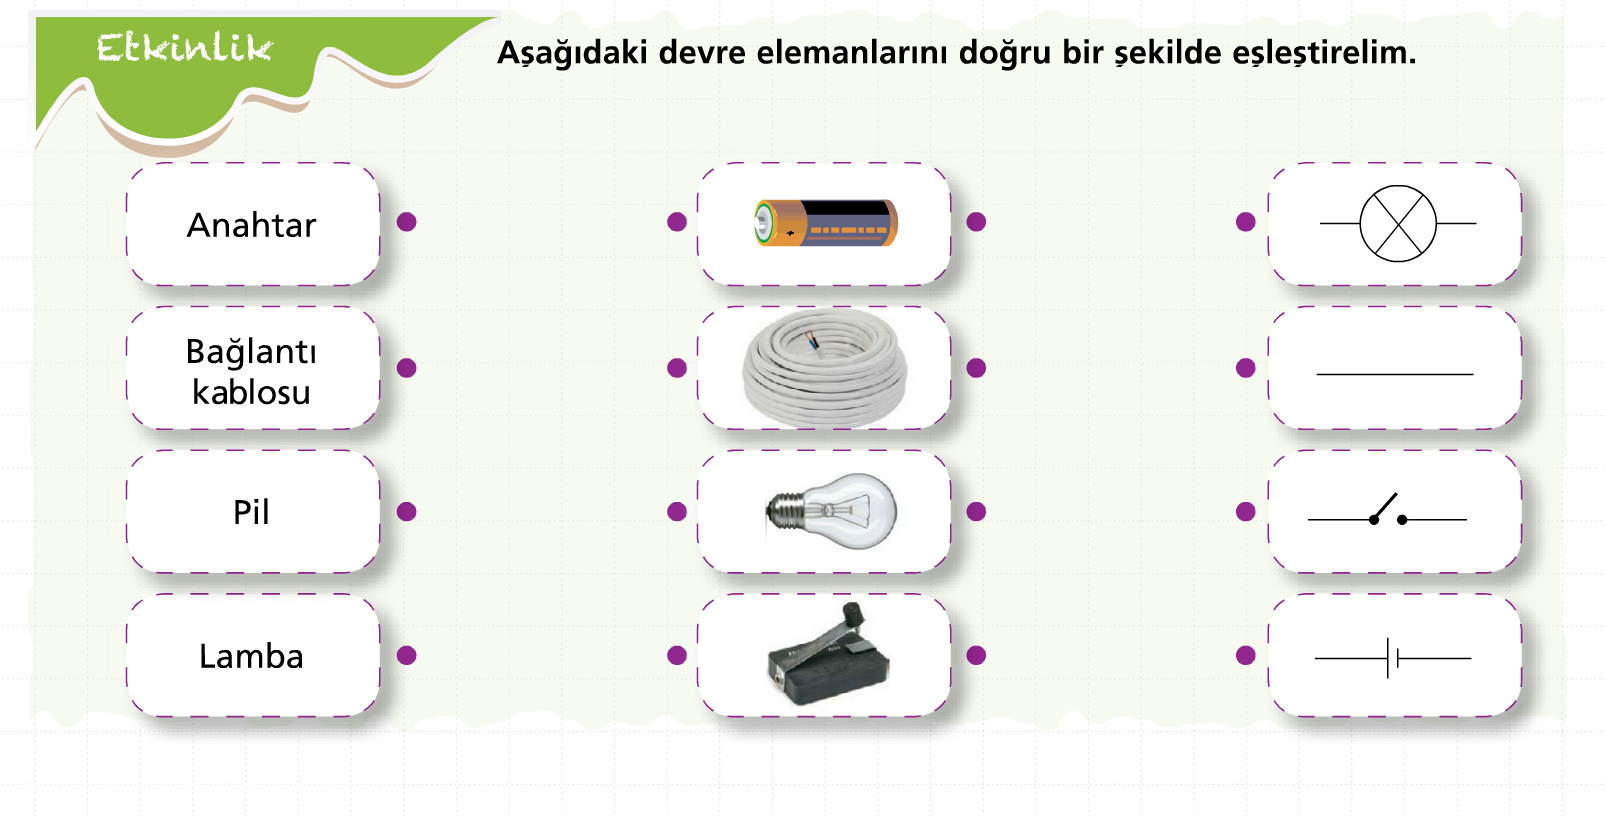 Etkinlik
Aşağıdaki devre elemanlarını doğru bir şekilde eşleştirelim.
Anahtar
Bağlantı
kablosu
Pil
Lamba